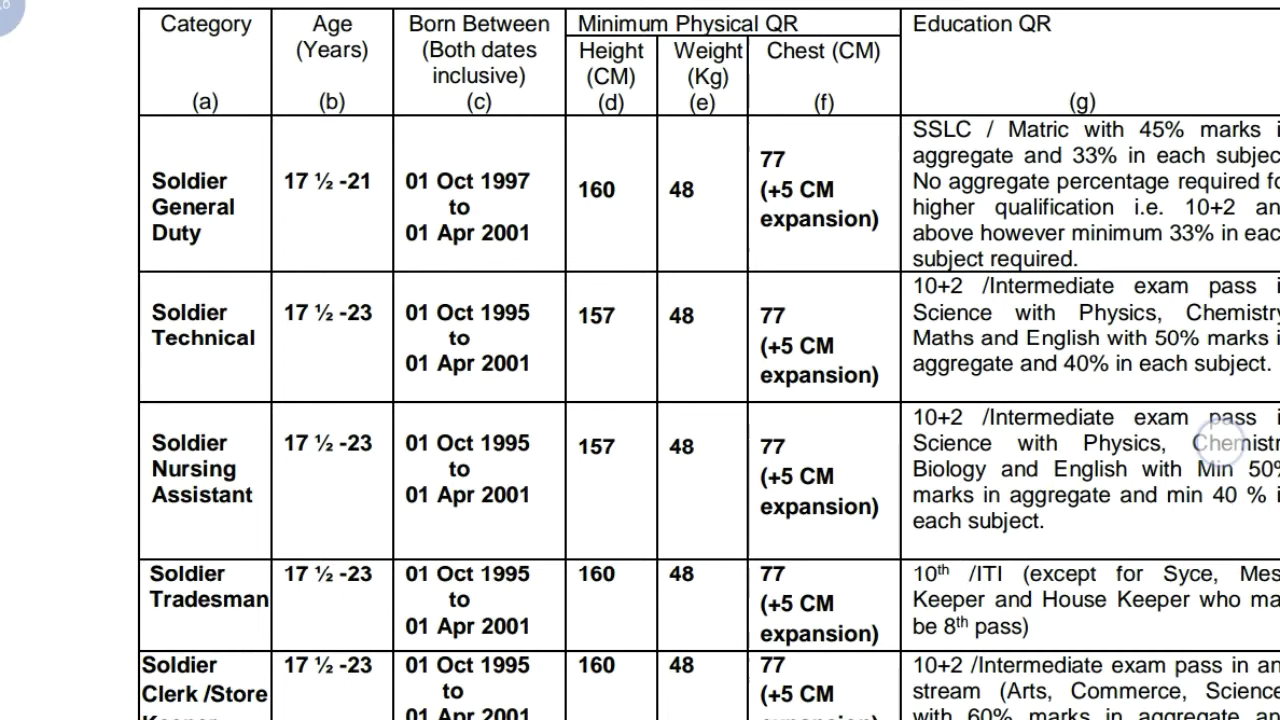 Category
Age
(Years)
Born Between
(Both dates
inclusive)
Minimum Physical QR
Education QR
Height
(CM)
Weight
(Kg)
Chest (CM)
(a)
(b)
(c)
(d)
(e)
(f)
(g)
Soldier
General
Duty
17 ½ -21
01 Oct 1997
to
01 Apr 2001
160
48
77
(+5 CM
expansion)
SSLC / Matric with 45% marks
aggregate and 33% in each
No aggregate percentage required
higher qualification i.e. 10+2
above however minimum 33% in
subject required.
Soldier
Technical
17 ½ -23
01 Oct 1995
to
01 Apr 2001
157
48
77
(+5 CM
expansion)
10+2 /Intermediate exam pass
Science with Physics, Chemistry
Maths and English with 50% marks
aggregate and 40% in each subject.
Soldier
Nursing
Assistant
17 ½ -23
01 Oct 1995
to
01 Apr 2001
157
48
77
(+5 CM
expansion)
10+2 /Intermediate exam pass
Science with Physics,
Biology and English with Min 50%
marks in aggregate and min 40 %
each subject.
Soldier
Tradesman
17 ½ -23
01 Oct 1995
to
01 Apr 2001
160
48
77
(+5 CM
expansion)
10th /ITI (except for Syce,
Keeper and House Keeper who
be 8th pass)
Soldier
Clerk /Store
17 ½ -23
01 Oct 1995
to
01 Apr 2001
160
48
77
(+5 CM
10+2 /Intermediate exam pass in
stream (Arts, Commerce,
with 60% marks in aggregate